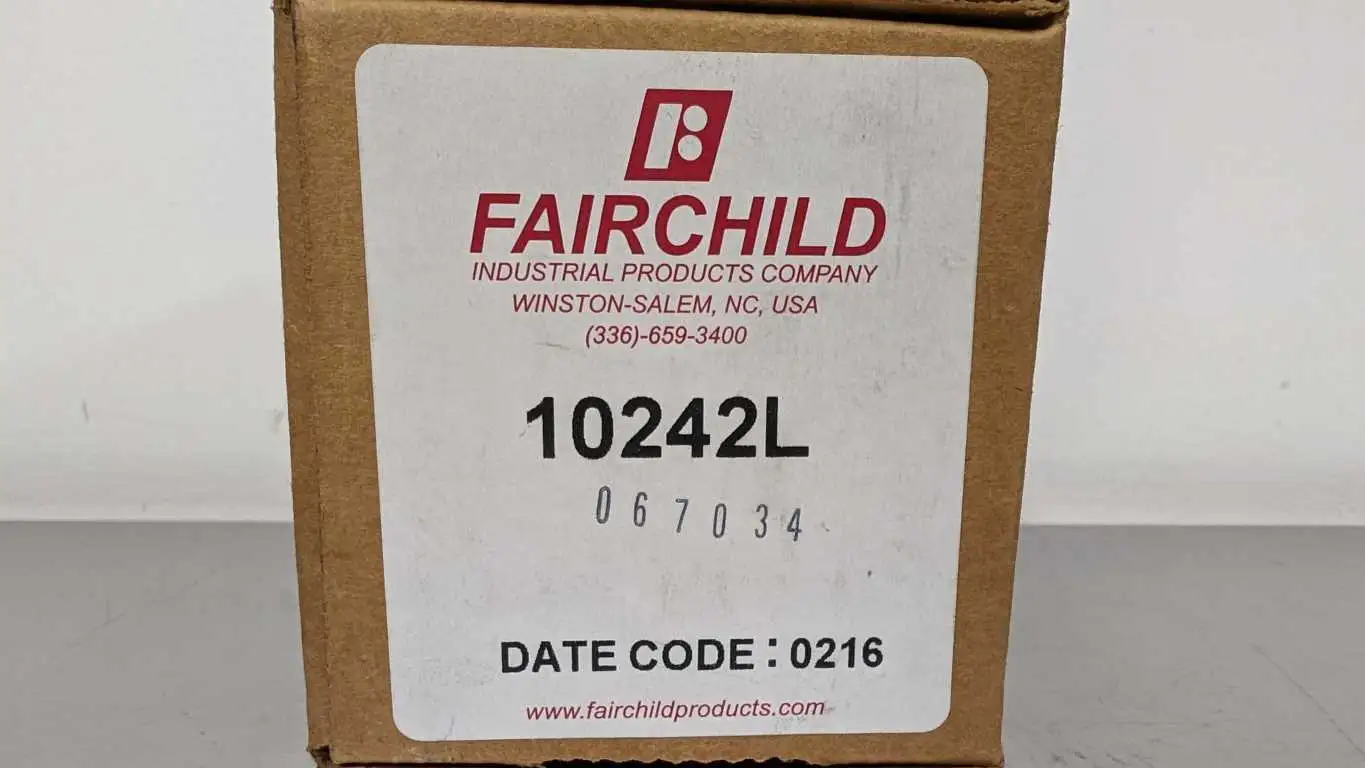 FAIRCHILD
INDUSTRIAL PRODUCTS COMPANY
WINSTON-SALEM, NC, USA
(336)-659-3400
10242L
067034
DATE CODE : 0216
www.fairchildproducts.com